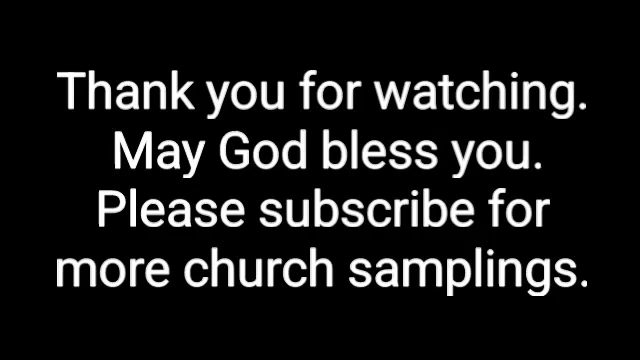 Thank you for watching.
May God bless you.
Please subscribe for
more church samplings.